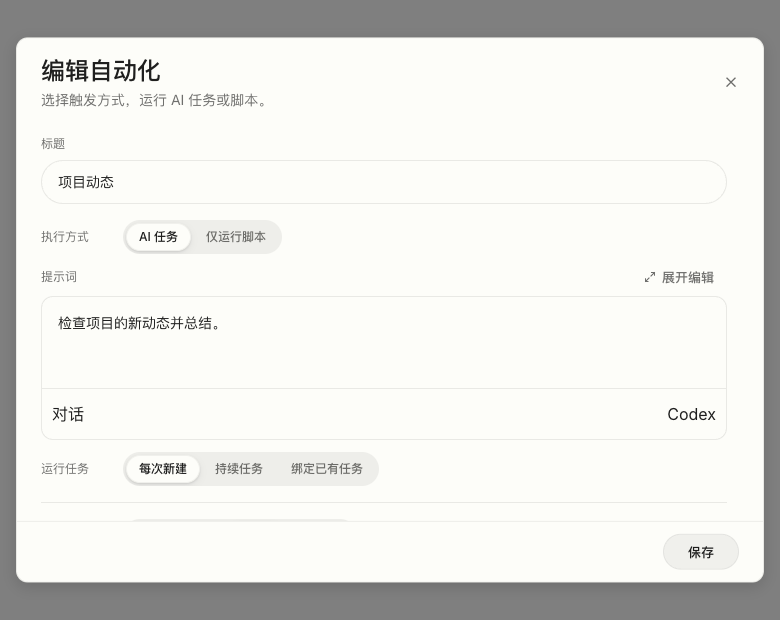 编辑自动化
选择触发方式，运行 AI 任务或脚本。
标题
项目动态
执行方式 AI 任务 仅运行脚本
提示词 展开编辑
检查项目的新动态并总结。
对话 Codex
运行任务 每次新建 持续任务 绑定已有任务
保存